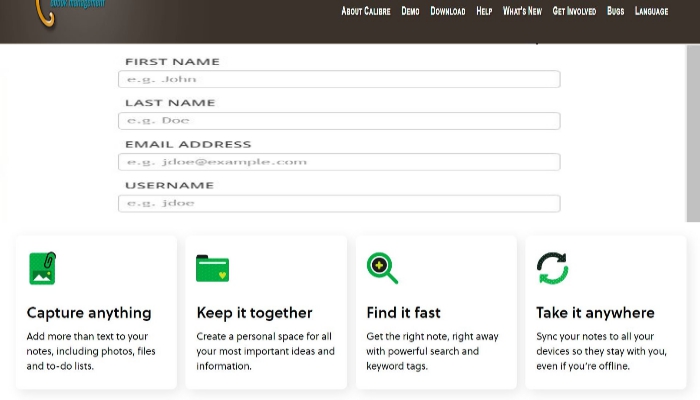 ebook management
About Calibre Demo Download Help What's New Get Involved Bugs Language
FIRST NAME
e.g. John
LAST NAME
e.g. Doe
EMAIL ADDRESS
e.g. jdoe@example.com
USERNAME
e.g. jdoe
Capture anything
Add more than text to your
notes, including photos, files
and to-do lists.
Keep it together
Create a personal space for all
your most important ideas and
information.
Find it fast
Get the right note, right away
with powerful search and
keyword tags.
Take it anywhere
Sync your notes to all your
devices so they stay with you,
even if you're offline.